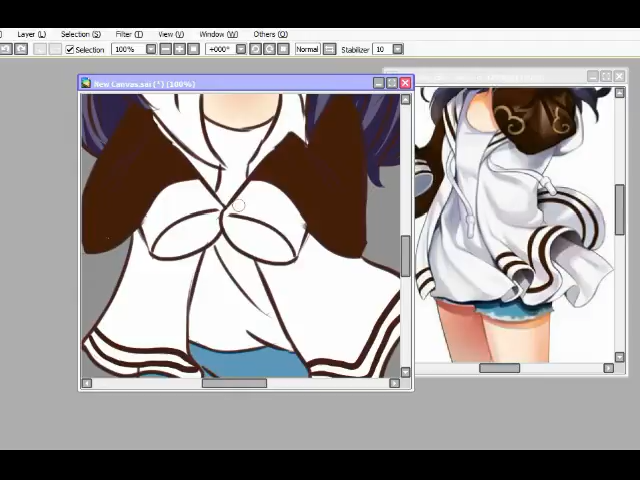 Layer (L) Selection (S) Filter (T) View (V) Window (W) Others (O)
Selection 100% +000° Normal Stabilizer 10
New Canvas.sai (*) (100%)